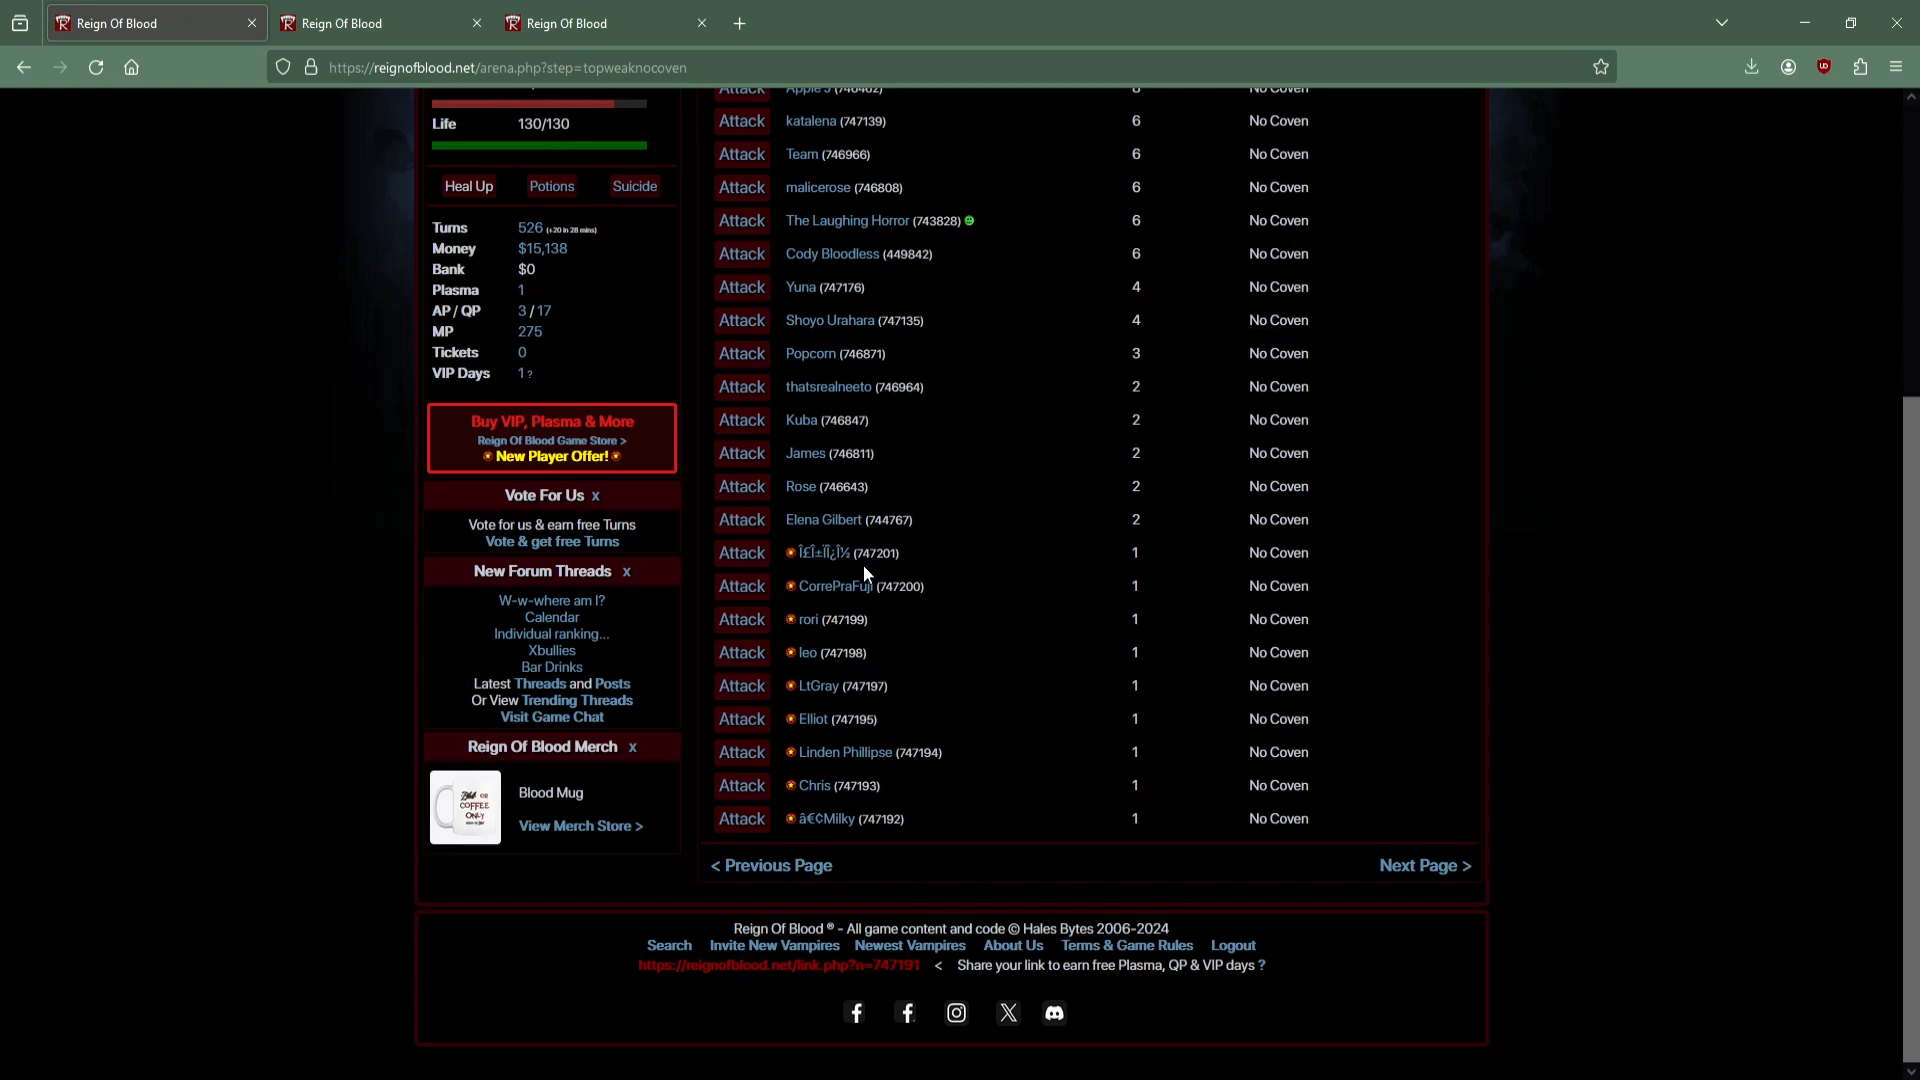 Reign Of Blood
Reign Of Blood
Reign Of Blood
https://reignofblood.net/arena.php?step=topweaknocoven
Life 130/130
Heal Up Potions Suicide
Turns 526 (+20 in 28 mins)
Money $15,138
Bank $0
Plasma 1
AP / QP 3 / 17
MP 275
Tickets 0
VIP Days 1 ?
Buy VIP, Plasma & More
Reign Of Blood Game Store >
New Player Offer!
Vote For Us x
Vote for us & earn free Turns
Vote & get free Turns
New Forum Threads x
W-w-where am I?
Calendar
Individual ranking...
Xbullies
Bar Drinks
Latest Threads and Posts
Or View Trending Threads
Visit Game Chat
Reign Of Blood Merch x
Blood OR
COFFEE
ONLY
Blood Mug
View Merch Store >
Attack katalena (747139) 6 No Coven
Attack Team (746966) 6 No Coven
Attack malicerose (746808) 6 No Coven
Attack The Laughing Horror (743828) 6 No Coven
Attack Cody Bloodless (449842) 6 No Coven
Attack Yuna (747176) 4 No Coven
Attack Shoyo Urahara (747135) 4 No Coven
Attack Popcorn (746871) 3 No Coven
Attack thatsrealneeto (746964) 2 No Coven
Attack Kuba (746847) 2 No Coven
Attack James (746811) 2 No Coven
Attack Rose (746643) 2 No Coven
Attack Elena Gilbert (744767) 2 No Coven
Attack (747201) 1 No Coven
Attack CorrePraFuji (747200) 1 No Coven
Attack rori (747199) 1 No Coven
Attack leo (747198) 1 No Coven
Attack LtGray (747197) 1 No Coven
Attack Elliot (747195) 1 No Coven
Attack Linden Phillipse (747194) 1 No Coven
Attack Chris (747193) 1 No Coven
Attack â€¢Milky (747192) 1 No Coven
< Previous Page Next Page >
Reign Of Blood ® - All game content and code © Hales Bytes 2006-2024
Search Invite New Vampires Newest Vampires About Us Terms & Game Rules Logout
https://reignofblood.net/link.php?n=747191 < Share your link to earn free Plasma, QP & VIP days ?